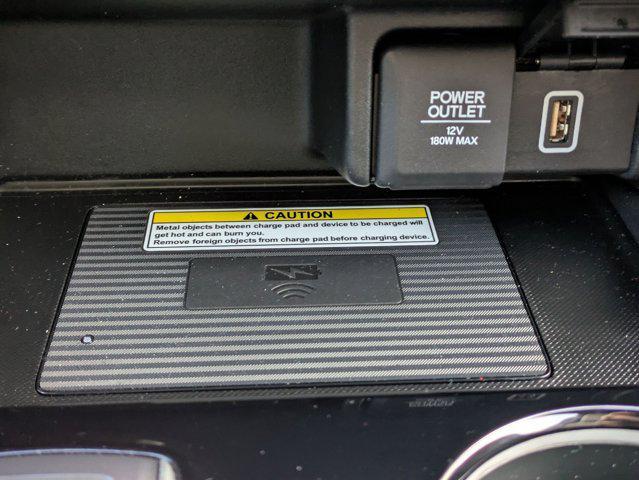 POWER
OUTLET
12V
180W MAX
CAUTION
Metal objects between charge pad and device to be charged will
get hot and can burn you.
Remove foreign objects from charge pad before charging device.